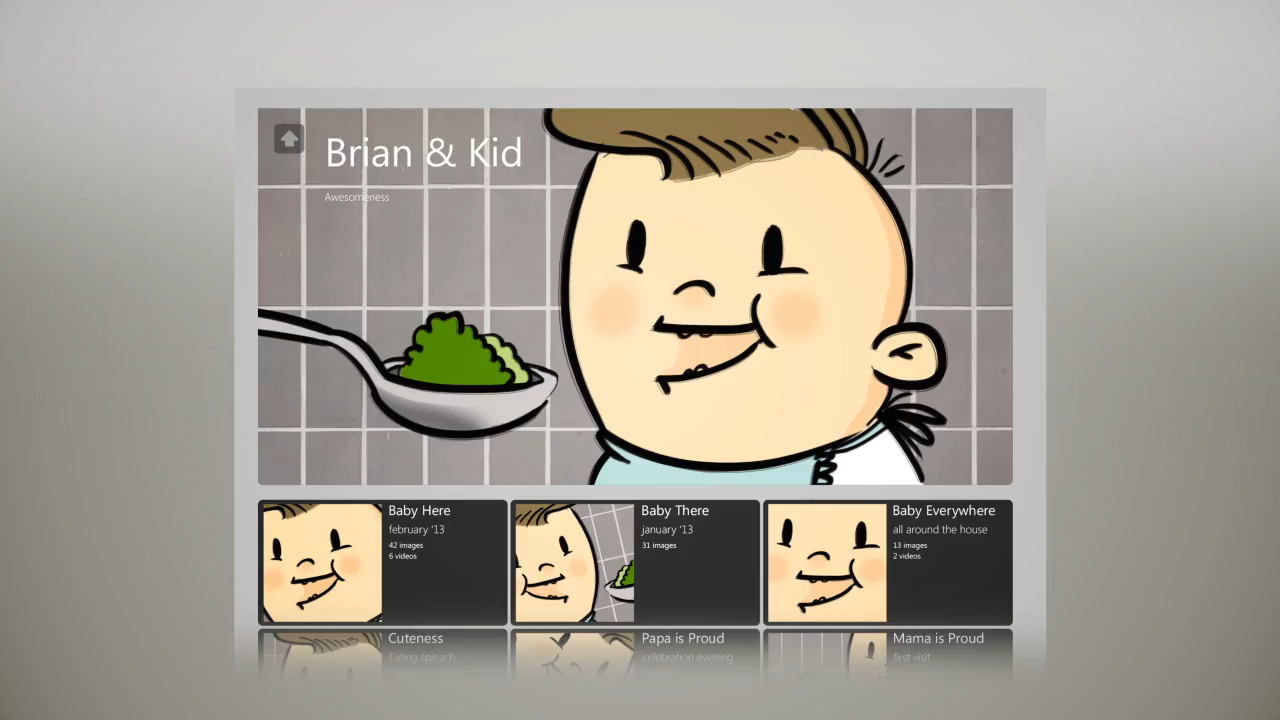 Brian & Kid
Awesomeness
Baby Here
february '13
42 images
6 videos
Baby There
january '13
31 images
Baby Everywhere
all around the house
13 images
2 videos
Cuteness
Eating spinach
Papa is Proud
celebration evening
Mama is Proud
first visit